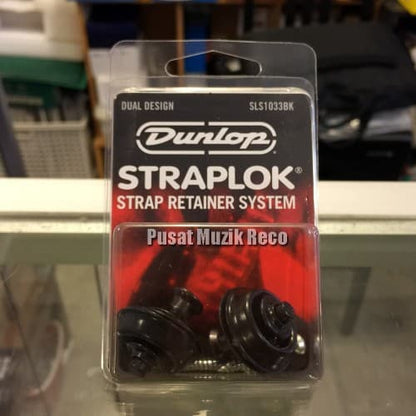 DUAL DESIGN SLS1033BK
Dunlop
STRAPLOK®
STRAP RETAINER SYSTEM
Pusat Muzik Reco